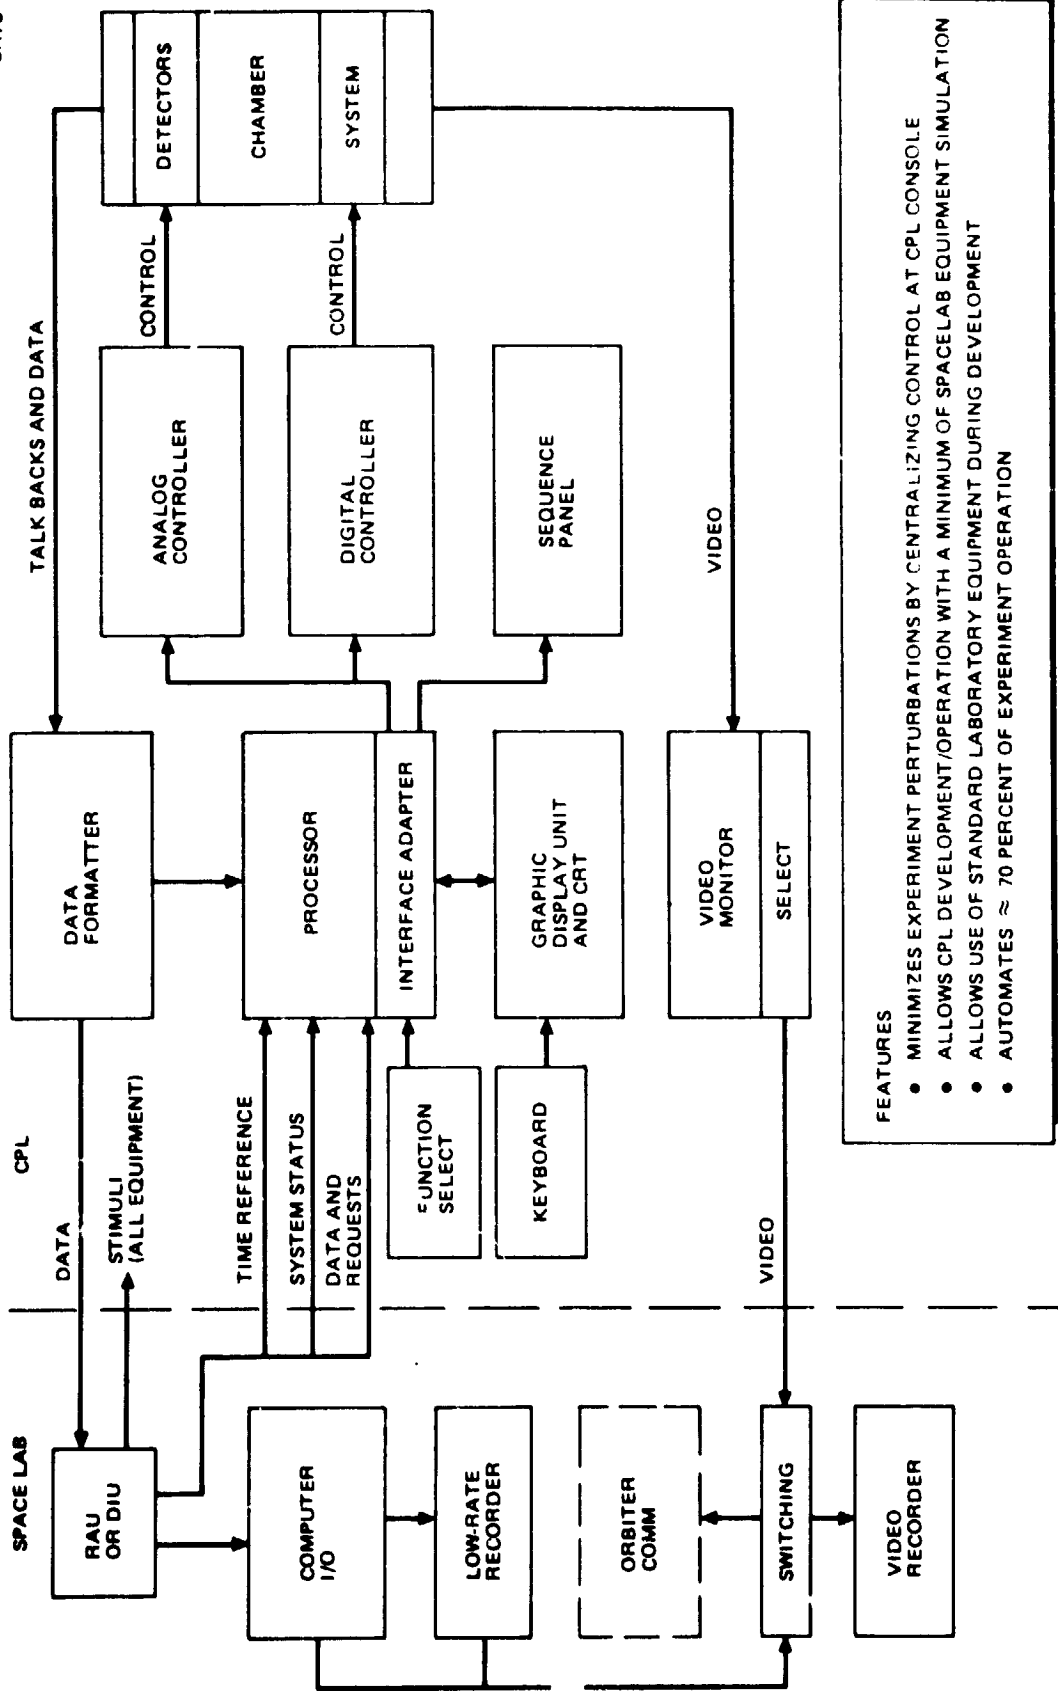 SPACE LAB
CPL
RAU
OR DIU
DATA
STIMULI
(ALL EQUIPMENT)
DATA
FORMATTER
TALK BACKS AND DATA
TIME REFERENCE
SYSTEM STATUS
DATA AND
REQUESTS
COMPUTER
I/O
PROCESSOR
INTERFACE ADAPTER
ANALOG
CONTROLLER
CONTROL
DETECTORS
CHAMBER
SYSTEM
DIGITAL
CONTROLLER
CONTROL
LOW-RATE
RECORDER
FUNCTION
SELECT
KEYBOARD
GRAPHIC
DISPLAY UNIT
AND CRT
SEQUENCE
PANEL
ORBITER
COMM
SWITCHING
VIDEO
VIDEO
MONITOR
SELECT
VIDEO
VIDEO
RECORDER
FEATURES
• MINIMIZES EXPERIMENT PERTURBATIONS BY CENTRALIZING CONTROL AT CPL CONSOLE
• ALLOWS CPL DEVELOPMENT/OPERATION WITH A MINIMUM OF SPACELAB EQUIPMENT SIMULATION
• ALLOWS USE OF STANDARD LABORATORY EQUIPMENT DURING DEVELOPMENT
• AUTOMATES ≈ 70 PERCENT OF EXPERIMENT OPERATION